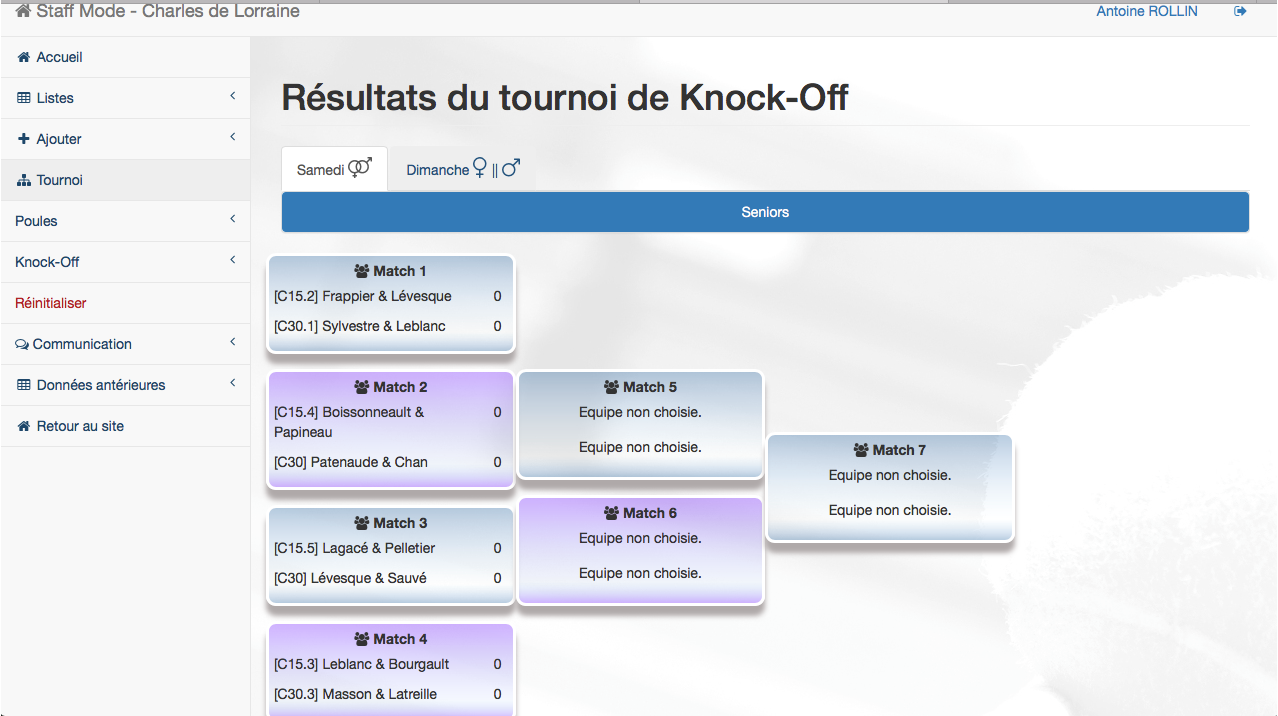 Staff Mode - Charles de Lorraine
Antoine ROLLIN
Accueil
Listes
Ajouter
Tournoi
Poules
Knock-Off
Réinitialiser
Communication
Données antérieures
Retour au site
Résultats du tournoi de Knock-Off
Samedi
Dimanche ||
Seniors
Match 1
[C15.2] Frappier & Lévesque 0
[C30.1] Sylvestre & Leblanc 0
Match 2
[C15.4] Boissonneault & 0
Papineau
[C30] Patenaude & Chan 0
Match 3
[C15.5] Lagacé & Pelletier 0
[C30] Lévesque & Sauvé 0
Match 4
[C15.3] Leblanc & Bourgault 0
[C30.3] Masson & Latreille 0
Match 5
Equipe non choisie.
Equipe non choisie.
Match 6
Equipe non choisie.
Equipe non choisie.
Match 7
Equipe non choisie.
Equipe non choisie.